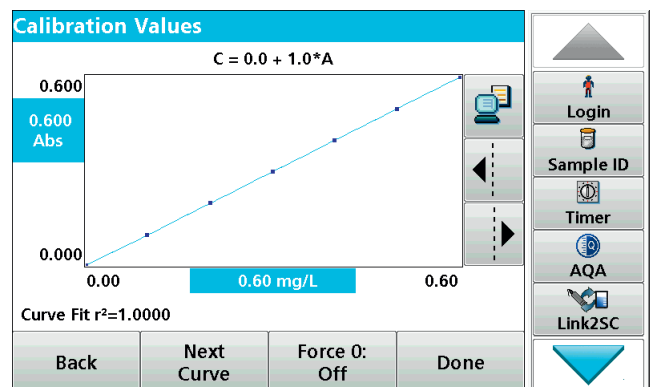 Calibration Values
C = 0.0 + 1.0*A
0.600
0.600
Abs
0.000
0.00
0.60 mg/L
0.60
Curve Fit r²=1.0000
Back
Next
Curve
Force 0:
Off
Done
Login
Sample ID
Timer
AQA
Link2SC